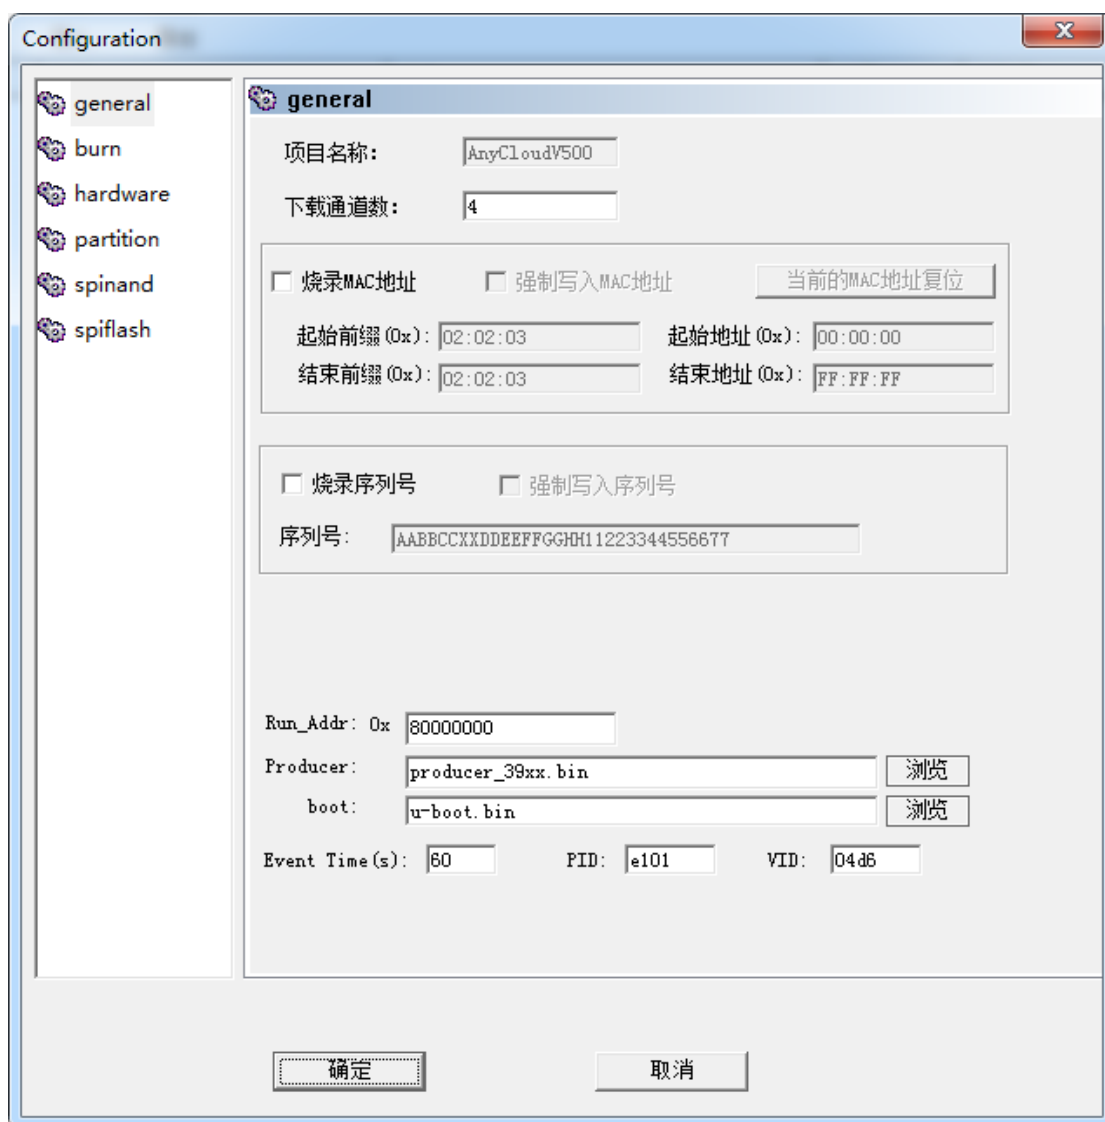 Configuration
general
burn
hardware
partition
spinand
spiflash
general
项目名称: AnyCloudV500
下载通道数: 4
烧录MAC地址 强制写入MAC地址 当前的MAC地址复位
起始前缀(0x): 02:02:03 起始地址(0x): 00:00:00
结束前缀(0x): 02:02:03 结束地址(0x): FF:FF:FF
烧录序列号 强制写入序列号
序列号: AABBCCXXDDEEFFGGHH11223344556677
Run_Addr: 0x 80000000
Producer: producer_39xx.bin 浏览
boot: u-boot.bin 浏览
Event Time(s): 60 PID: e101 VID: 04d6
确定 取消